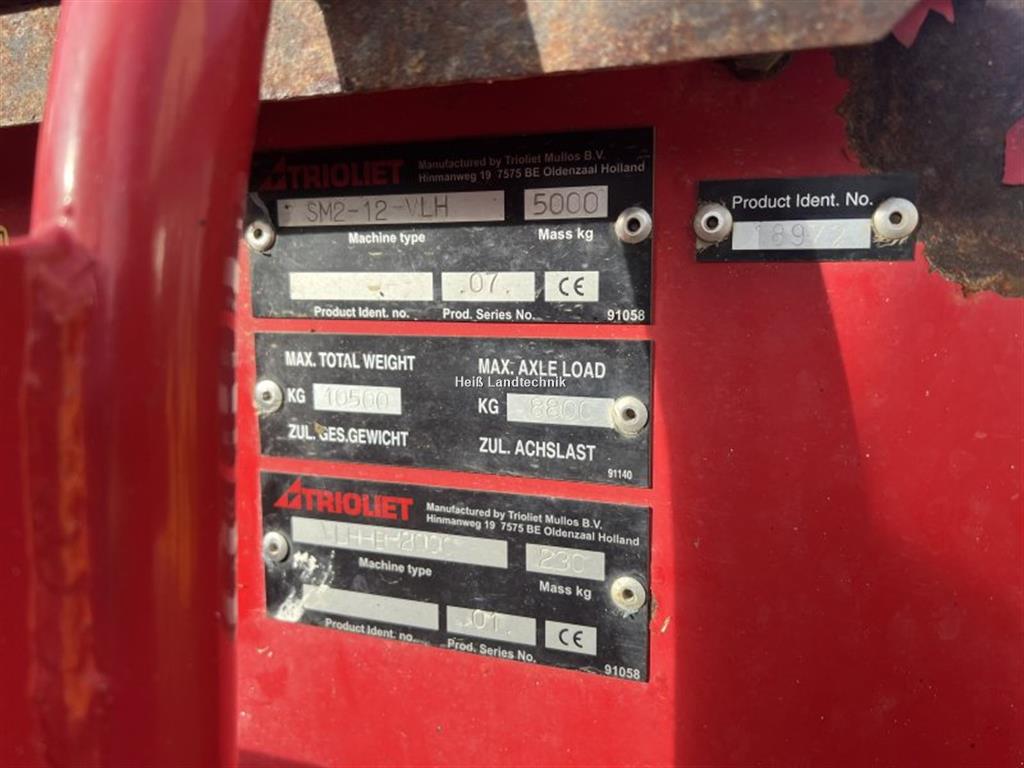 TRIOLIET Manufactured by Trioliet Mullos B.V.
Hinmanweg 19 7575 BE Oldenzaal Holland
SM2-12-VLH 5000
Machine type Mass kg
07
CE
Product Ident. no. Prod. Series No. 91058
Product Ident. No.
MAX. TOTAL WEIGHT MAX. AXLE LOAD
Heiß Landtechnik
KG 10500 KG 8800
ZUL. GES.GEWICHT ZUL. ACHSLAST
91140
TRIOLIET Manufactured by Trioliet Mullos B.V.
Hinmanweg 19 7575 BE Oldenzaal Holland
230
Machine type Mass kg
01
CE
Product Ident. no. Prod. Series No. 91058